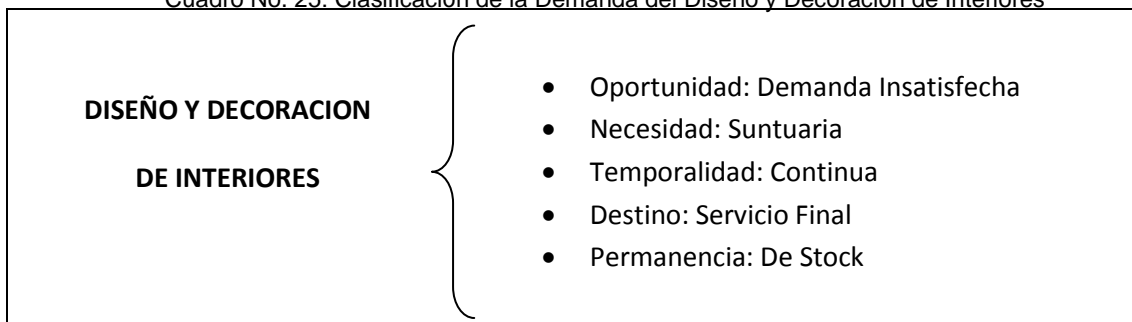 Cuadro No. 25. Clasificación de la Demanda del Diseño y Decoración de Interiores
DISEÑO Y DECORACION
DE INTERIORES
• Oportunidad: Demanda Insatisfecha
• Necesidad: Suntuaria
• Temporalidad: Continua
• Destino: Servicio Final
• Permanencia: De Stock